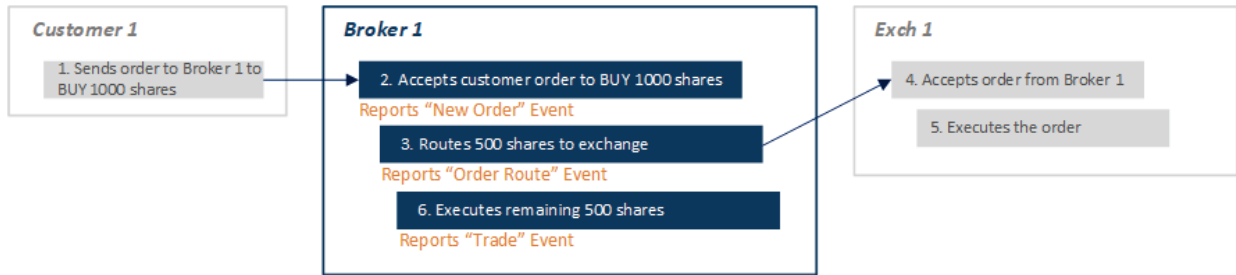 Customer 1
1. Sends order to Broker 1 to
BUY 1000 shares
Broker 1
2. Accepts customer order to BUY 1000 shares
Reports “New Order” Event
3. Routes 500 shares to exchange
Reports “Order Route” Event
6. Executes remaining 500 shares
Reports “Trade” Event
Exch 1
4. Accepts order from Broker 1
5. Executes the order